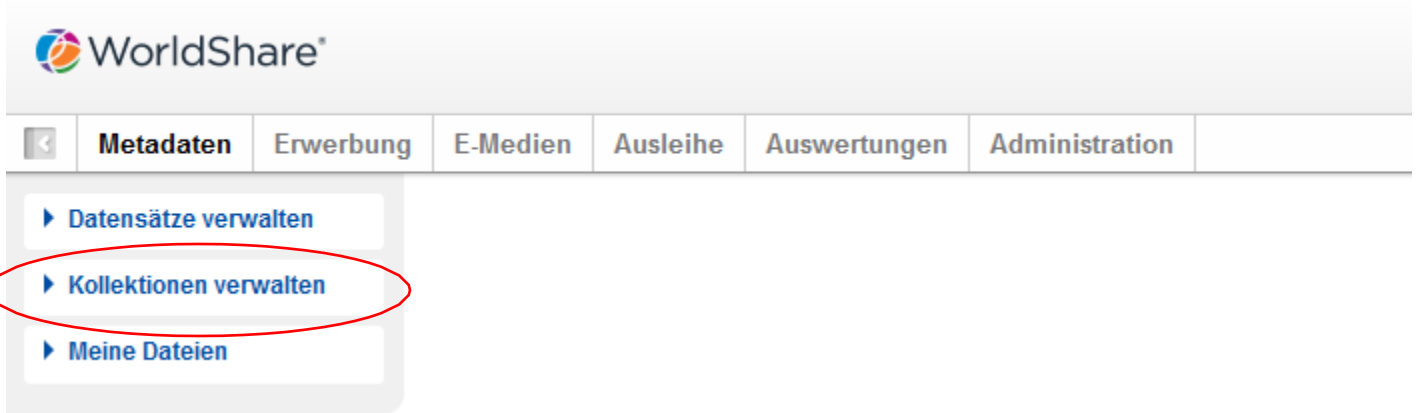 WorldShare®
Metadaten Erwerbung E-Medien Ausleihe Auswertungen Administration
Datensätze verwalten
Kollektionen verwalten
Meine Dateien